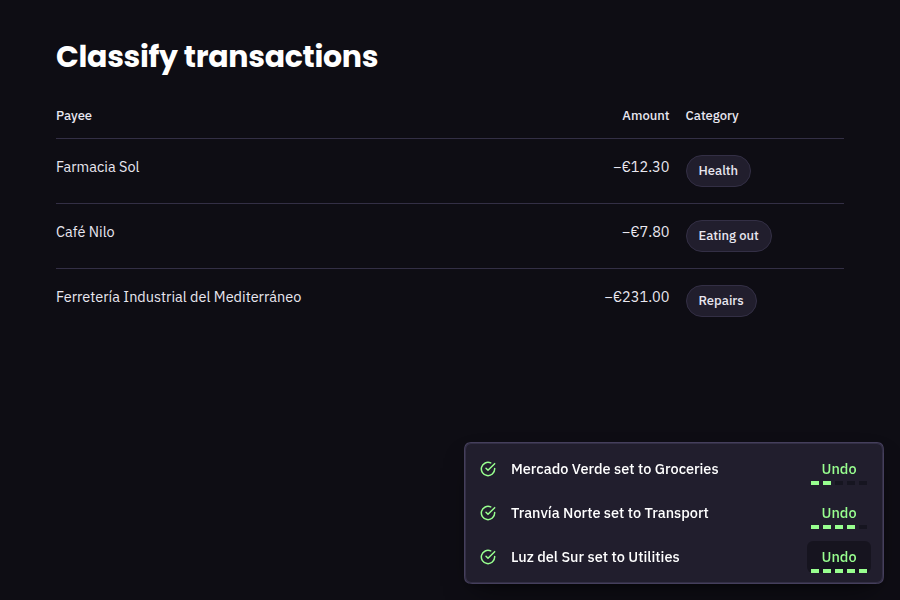 Classify transactions
Payee Amount Category
Farmacia Sol −€12.30 Health
Café Nilo −€7.80 Eating out
Ferretería Industrial del Mediterráneo −€231.00 Repairs
Mercado Verde set to Groceries Undo
Tranvía Norte set to Transport Undo
Luz del Sur set to Utilities Undo